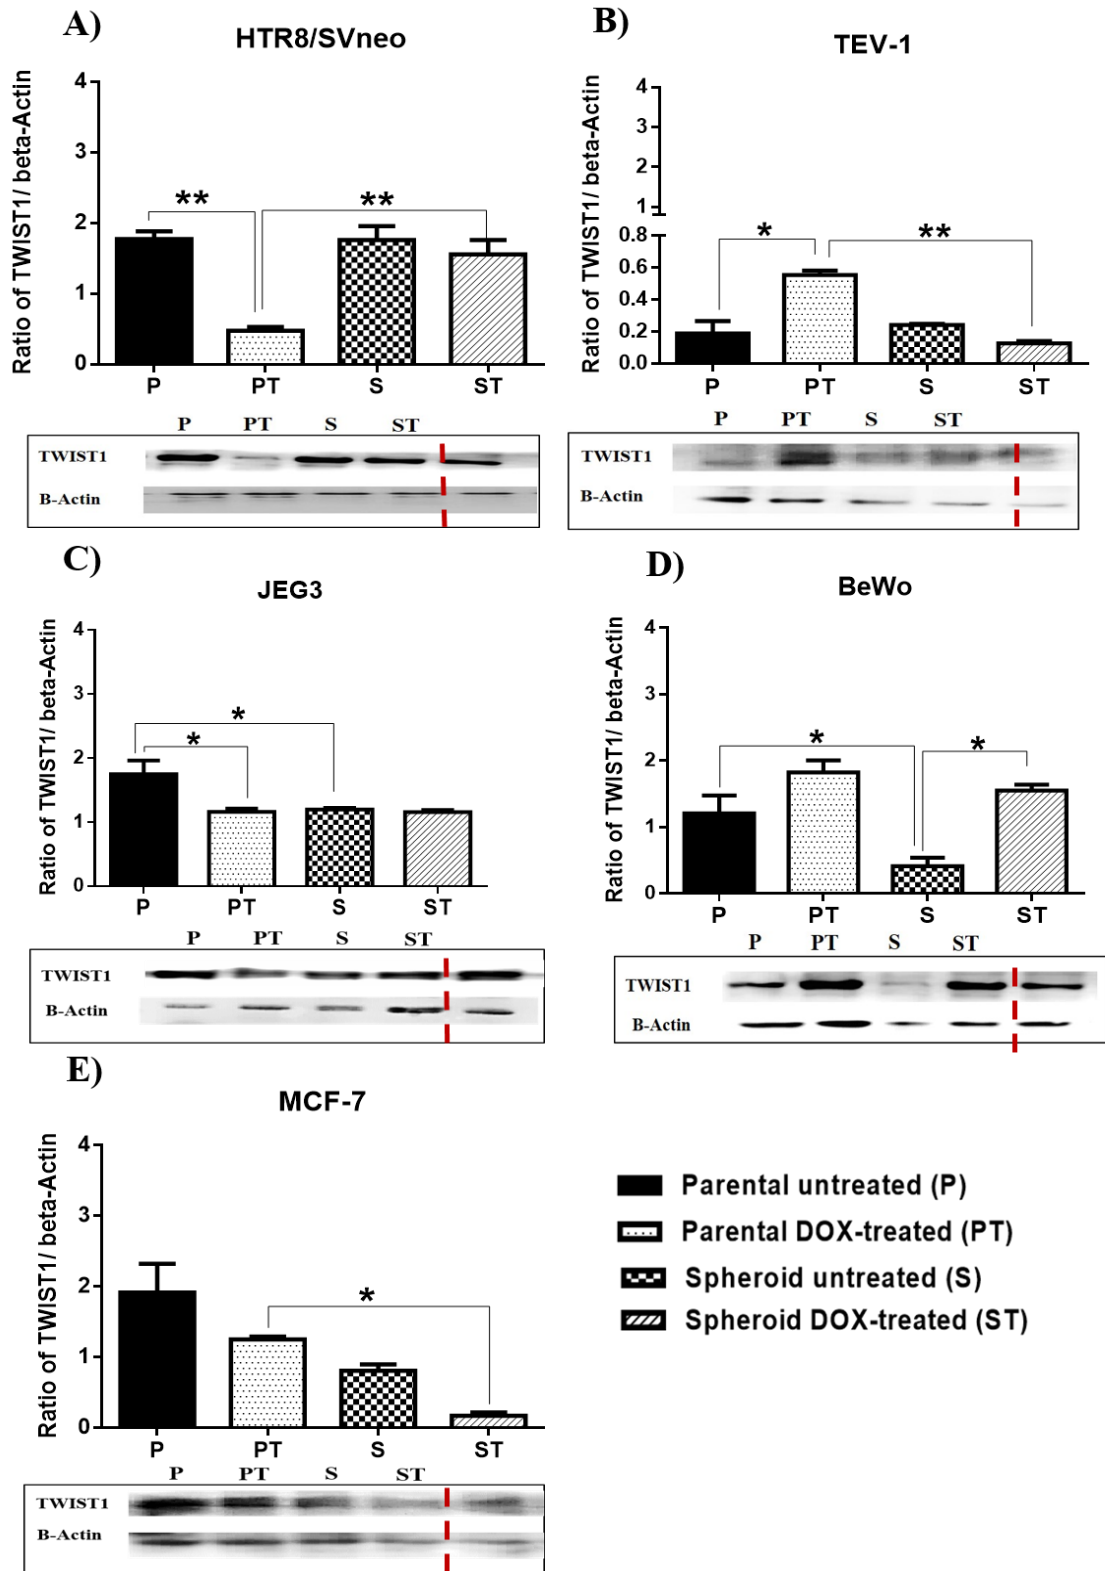 A)
HTR8/SVneo
Ratio of TWIST1/ beta-Actin
4
3
2
1
0
**
**
P PT S ST
P PT S ST
TWIST1
B-Actin
B)
TEV-1
Ratio of TWIST1/ beta-Actin
4
3
2
1
0.8
0.6
0.4
0.2
0.0
*
**
P PT S ST
P PT S ST
TWIST1
B-Actin
C)
JEG3
Ratio of TWIST1/ beta-Actin
4
3
2
1
0
*
*
P PT S ST
P PT S ST
TWIST1
B-Actin
D)
BeWo
Ratio of TWIST1/ beta-Actin
4
3
2
1
0
*
*
P PT S ST
P PT S ST
TWIST1
B-Actin
E)
MCF-7
Ratio of TWIST1/ beta-Actin
4
3
2
1
0
*
P PT S ST
P PT S ST
TWIST1
B-Actin
Parental untreated (P)
Parental DOX-treated (PT)
Spheroid untreated (S)
Spheroid DOX-treated (ST)